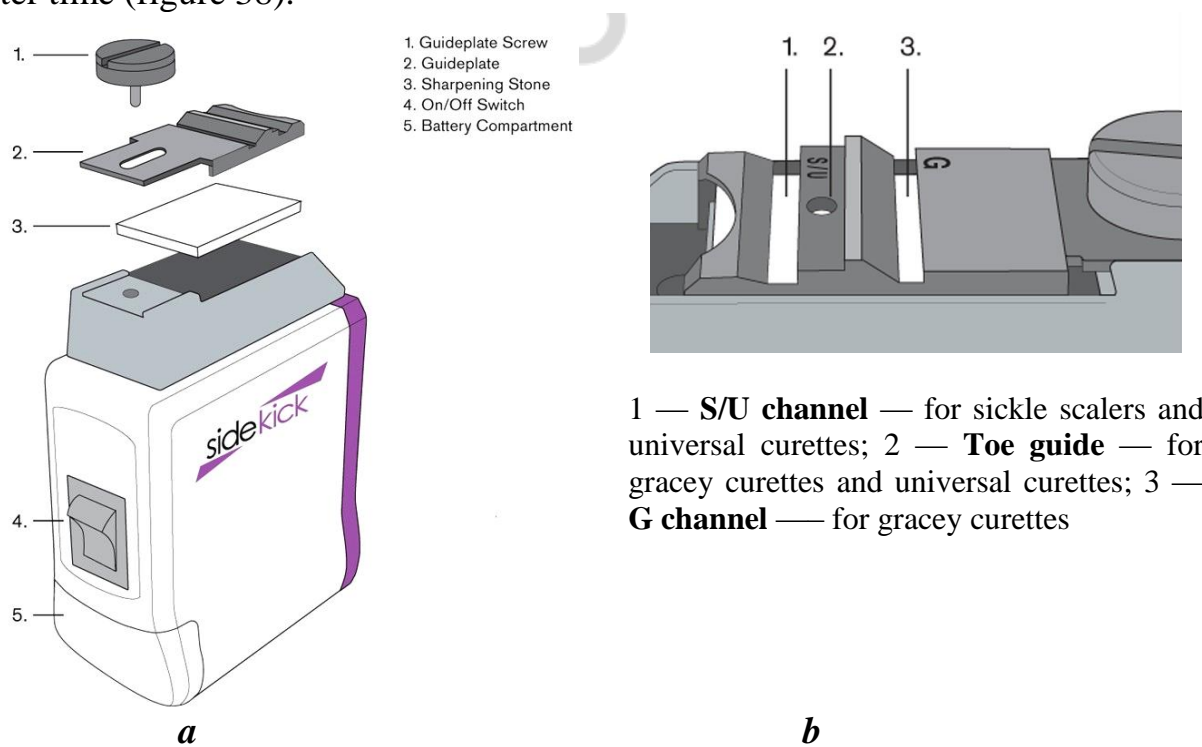 ter time (figure 38).
1.
2.
3.
4.
5.
1. Guideplate Screw
2. Guideplate
3. Sharpening Stone
4. On/Off Switch
5. Battery Compartment
sidekick
a
1. 2. 3.
S/U
G
1 — S/U channel — for sickle scalers and
universal curettes; 2 — Toe guide — for
gracey curettes and universal curettes; 3 —
G channel —– for gracey curettes
b